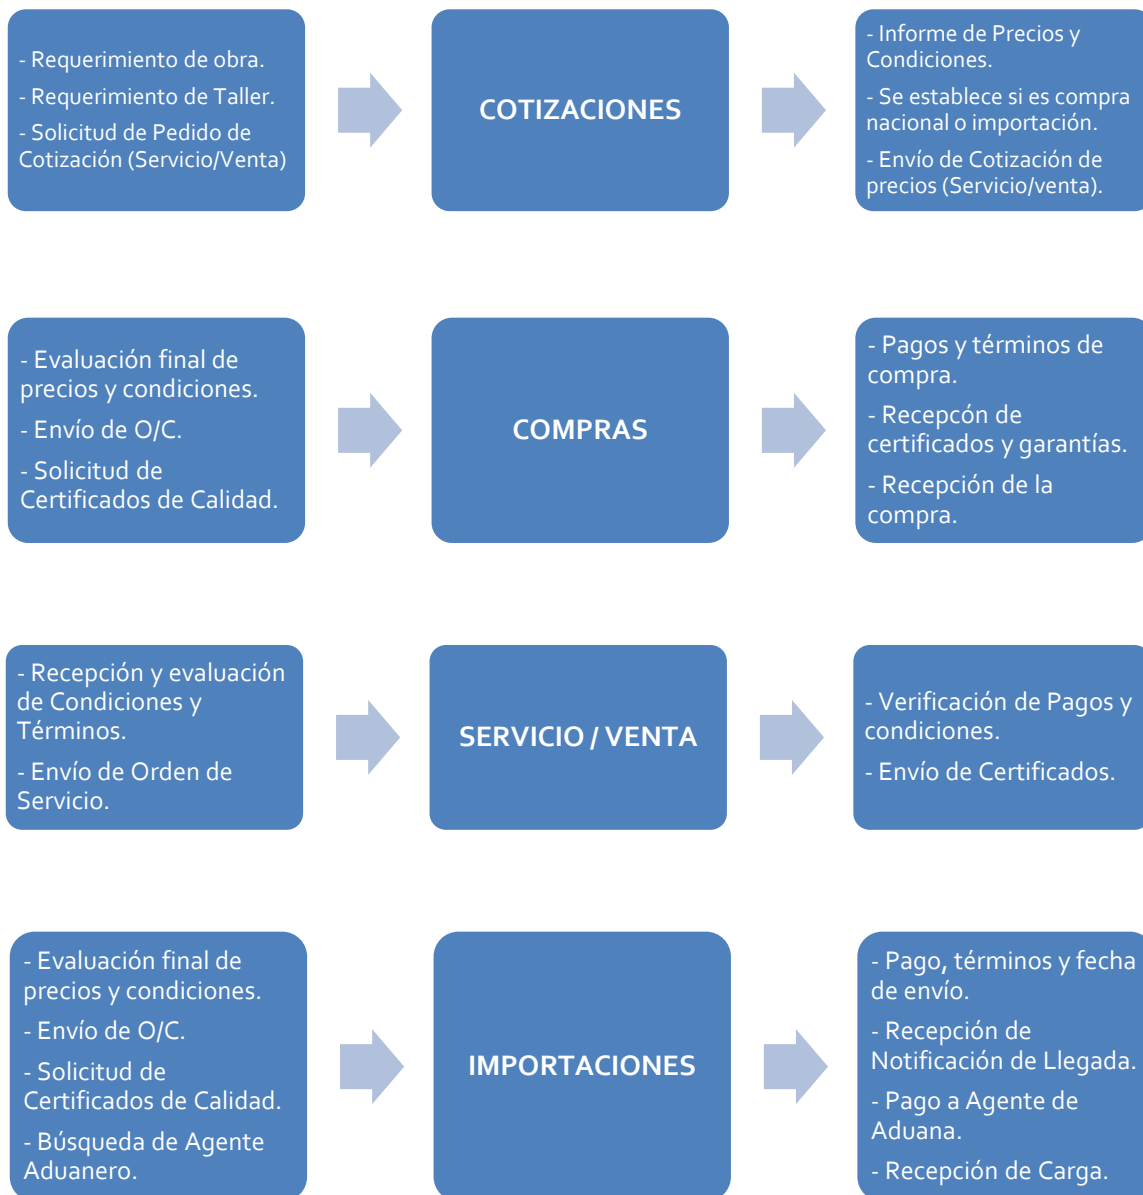 - Requerimiento de obra.
- Requerimiento de Taller.
- Solicitud de Pedido de
Cotización (Servicio/Venta)
COTIZACIONES
- Informe de Precios y
Condiciones.
- Se establece si es compra
nacional o importación.
- Envío de Cotización de
precios (Servicio/venta).
- Evaluación final de
precios y condiciones.
- Envío de O/C.
- Solicitud de
Certificados de Calidad.
COMPRAS
- Pagos y términos de
compra.
- Recepcón de
certificados y garantías.
- Recepción de la
compra.
- Recepción y evaluación
de Condiciones y
Términos.
- Envío de Orden de
Servicio.
SERVICIO / VENTA
- Verificación de Pagos y
condiciones.
- Envío de Certificados.
- Evaluación final de
precios y condiciones.
- Envío de O/C.
- Solicitud de
Certificados de Calidad.
- Búsqueda de Agente
Aduanero.
IMPORTACIONES
- Pago, términos y fecha
de envío.
- Recepción de
Notificación de Llegada.
- Pago a Agente de
Aduana.
- Recepción de Carga.